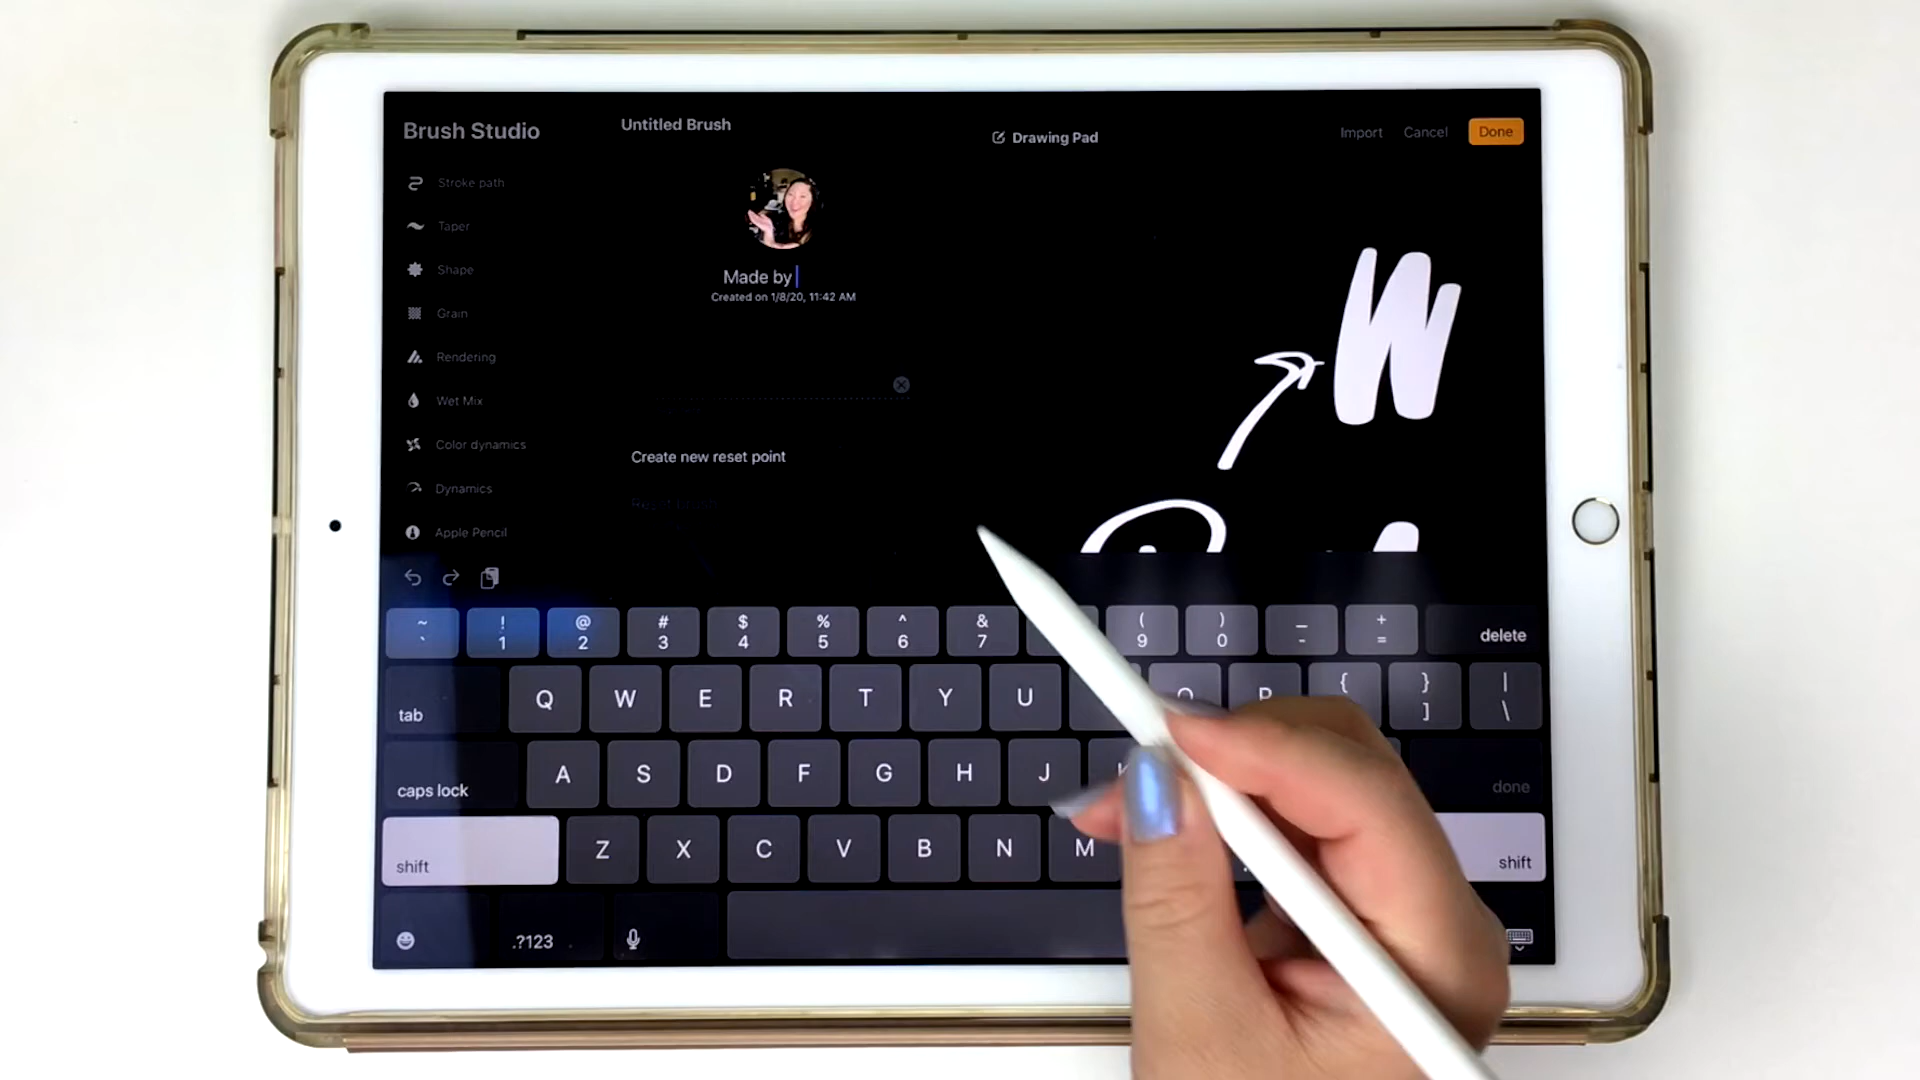 Brush Studio
Untitled Brush
Drawing Pad
Import
Cancel
Done
Stroke path
Taper
Shape
Grain
Rendering
Wet Mix
Color dynamics
Dynamics
Apple Pencil
Made by
Created on 1/8/20, 11:42 AM
Create new reset point
Reset brush
W
~ ! @ # $ % ^ & ( ) _ +
` 1 2 3 4 5 6 7 9 0 - =
delete
tab
Q W E R T Y U O P { } |
] \
caps lock
A S D F G H J K
done
shift
Z X C V B N M
shift
.?123